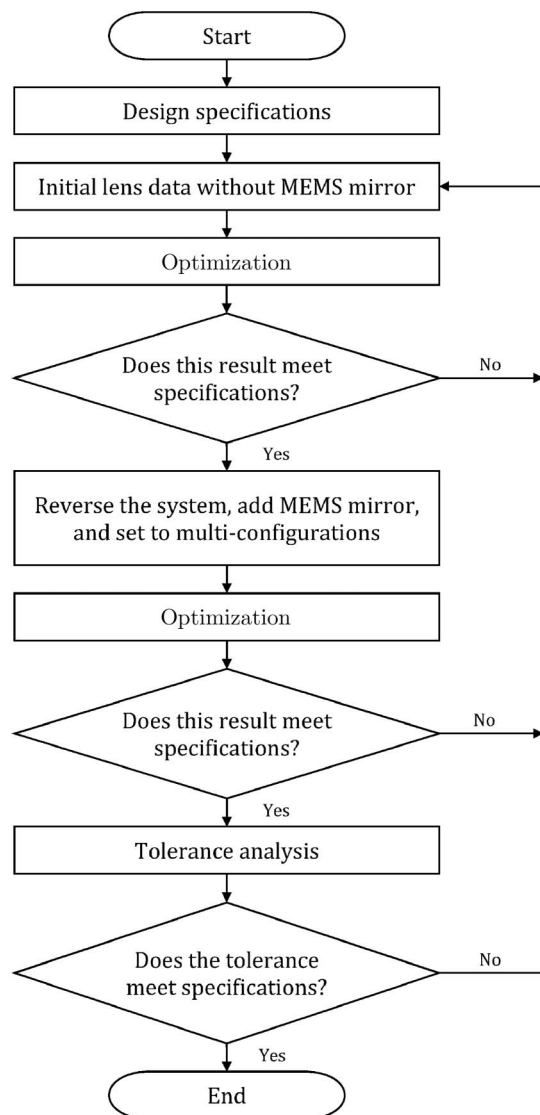 Start
Design specifications
Initial lens data without MEMS mirror
Optimization
Does this result meet
specifications?
No
Yes
Reverse the system, add MEMS mirror,
and set to multi-configurations
Optimization
Does this result meet
specifications?
No
Yes
Tolerance analysis
Does the tolerance
meet specifications?
No
Yes
End